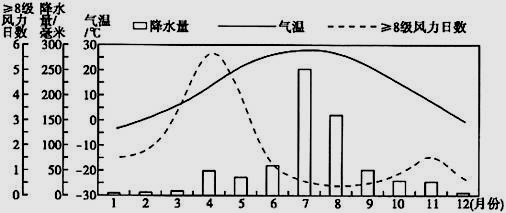 ≥8级 降水
风力 量/ 气温
日数 毫米 /℃
降水量 气温 ≥8级风力日数
6 300 30
5 250 20
4 200 10
3 150 0
2 100 -10
1 50 -20
0 0 -30
1 2 3 4 5 6 7 8 9 10 11 12(月份)